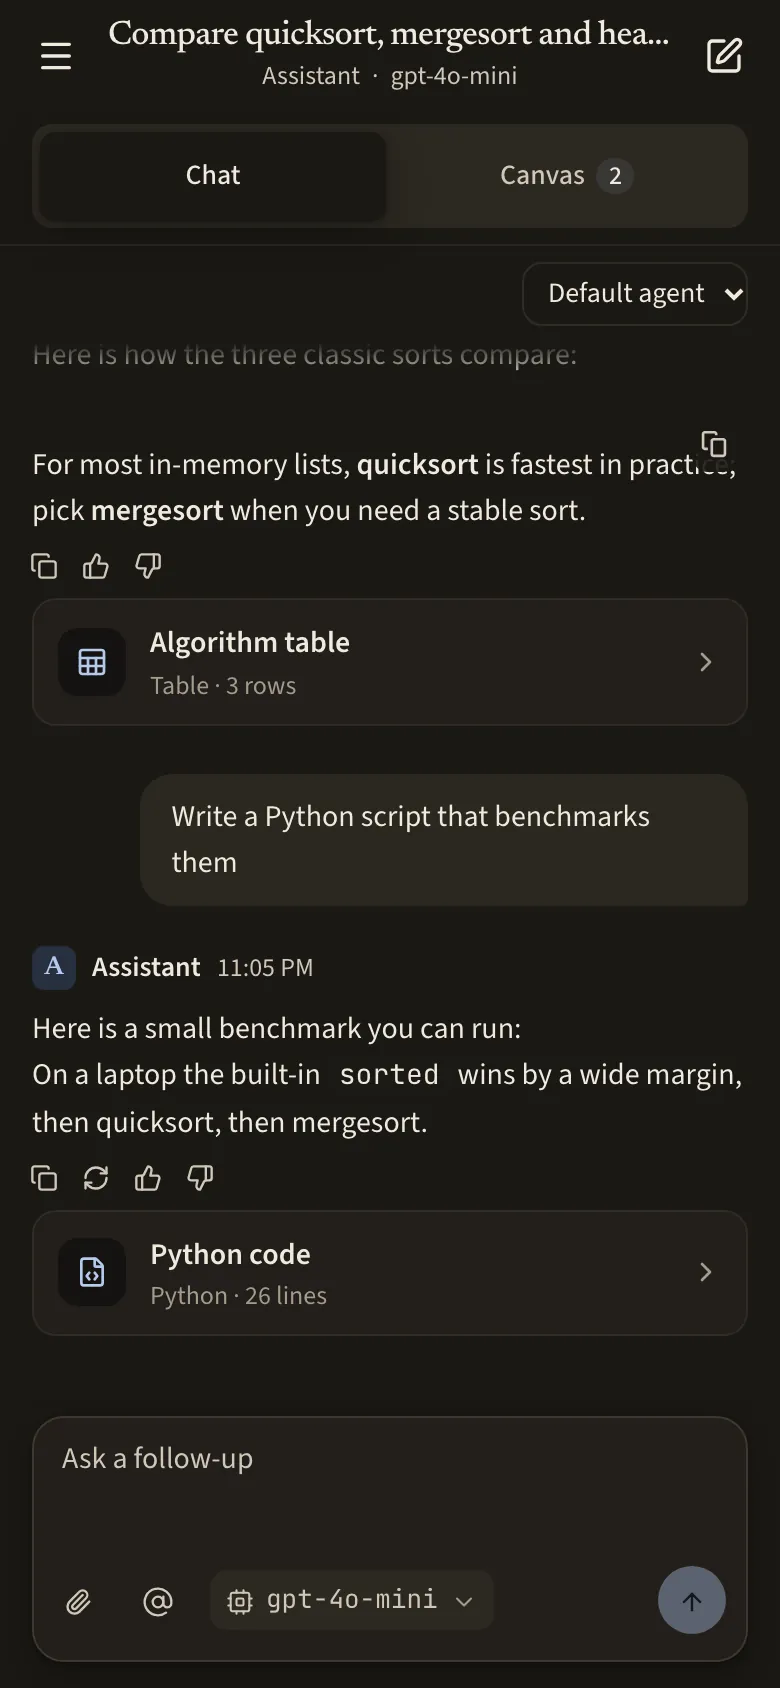 Compare quicksort, mergesort and hea...
Assistant · gpt-4o-mini
Chat
Canvas 2
Default agent
Here is how the three classic sorts compare:
For most in-memory lists, quicksort is fastest in practice;
pick mergesort when you need a stable sort.
Algorithm table
Table · 3 rows
Write a Python script that benchmarks
them
A Assistant 11:05 PM
Here is a small benchmark you can run:
On a laptop the built-in sorted wins by a wide margin,
then quicksort, then mergesort.
Python code
Python · 26 lines
Ask a follow-up
gpt-4o-mini